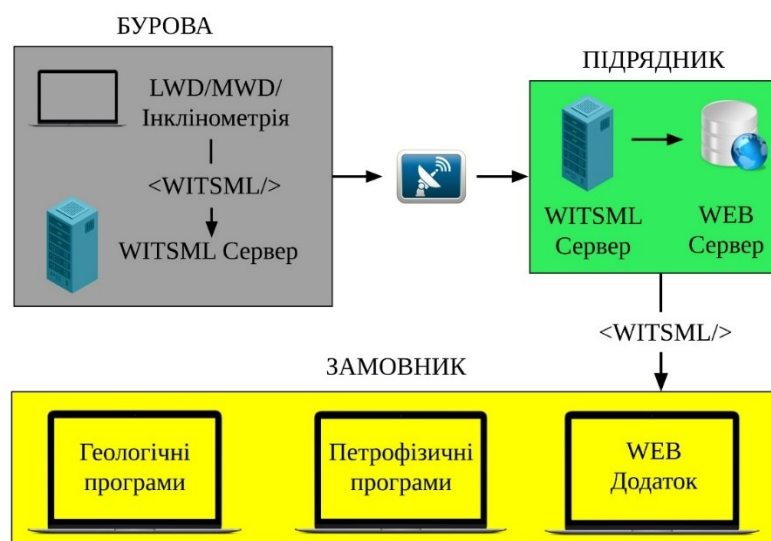 БУРОВА
LWD/MWD/
Інклінометрія
<WITSML/>
WITSML Сервер
ПІДРЯДНИК
WITSML
Сервер
WEB
Сервер
<WITSML/>
ЗАМОВНИК
Геологічні
програми
Петрофізичні
програми
WEB
Додаток